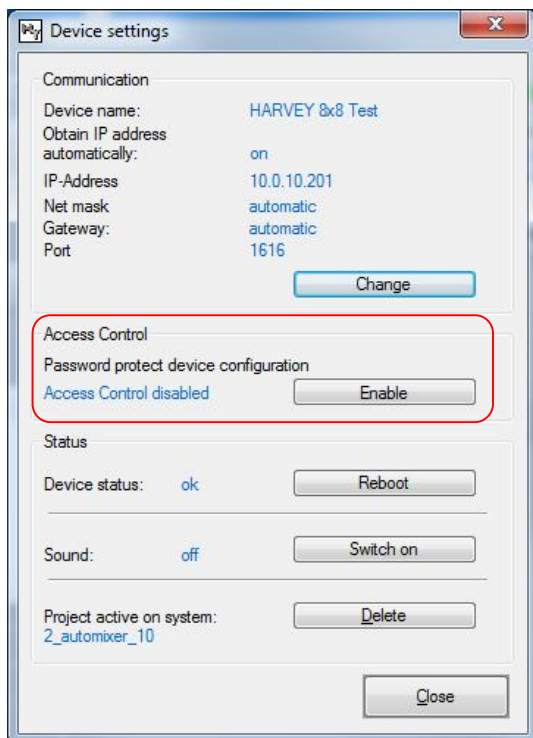 Device settings
Communication
Device name: HARVEY 8x8 Test
Obtain IP address
automatically: on
IP-Address 10.0.10.201
Net mask automatic
Gateway: automatic
Port 1616
Change
Access Control
Password protect device configuration
Access Control disabled Enable
Status
Device status: ok Reboot
Sound: off Switch on
Project active on system: Delete
2_automixer_10
Close